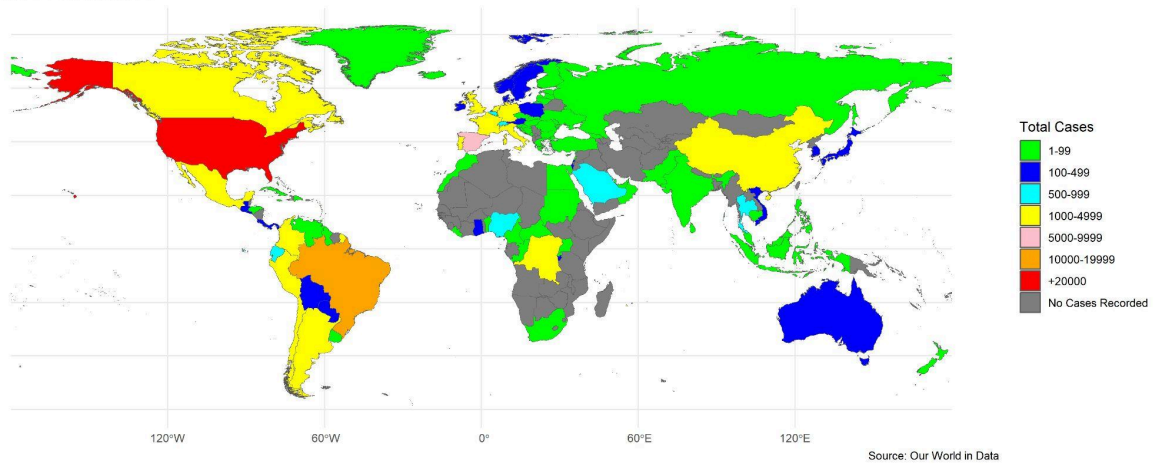 Total Cases
1-99
100-499
500-999
1000-4999
5000-9999
10000-19999
+20000
No Cases Recorded
120°W 60°W 0° 60°E 120°E
Source: Our World in Data